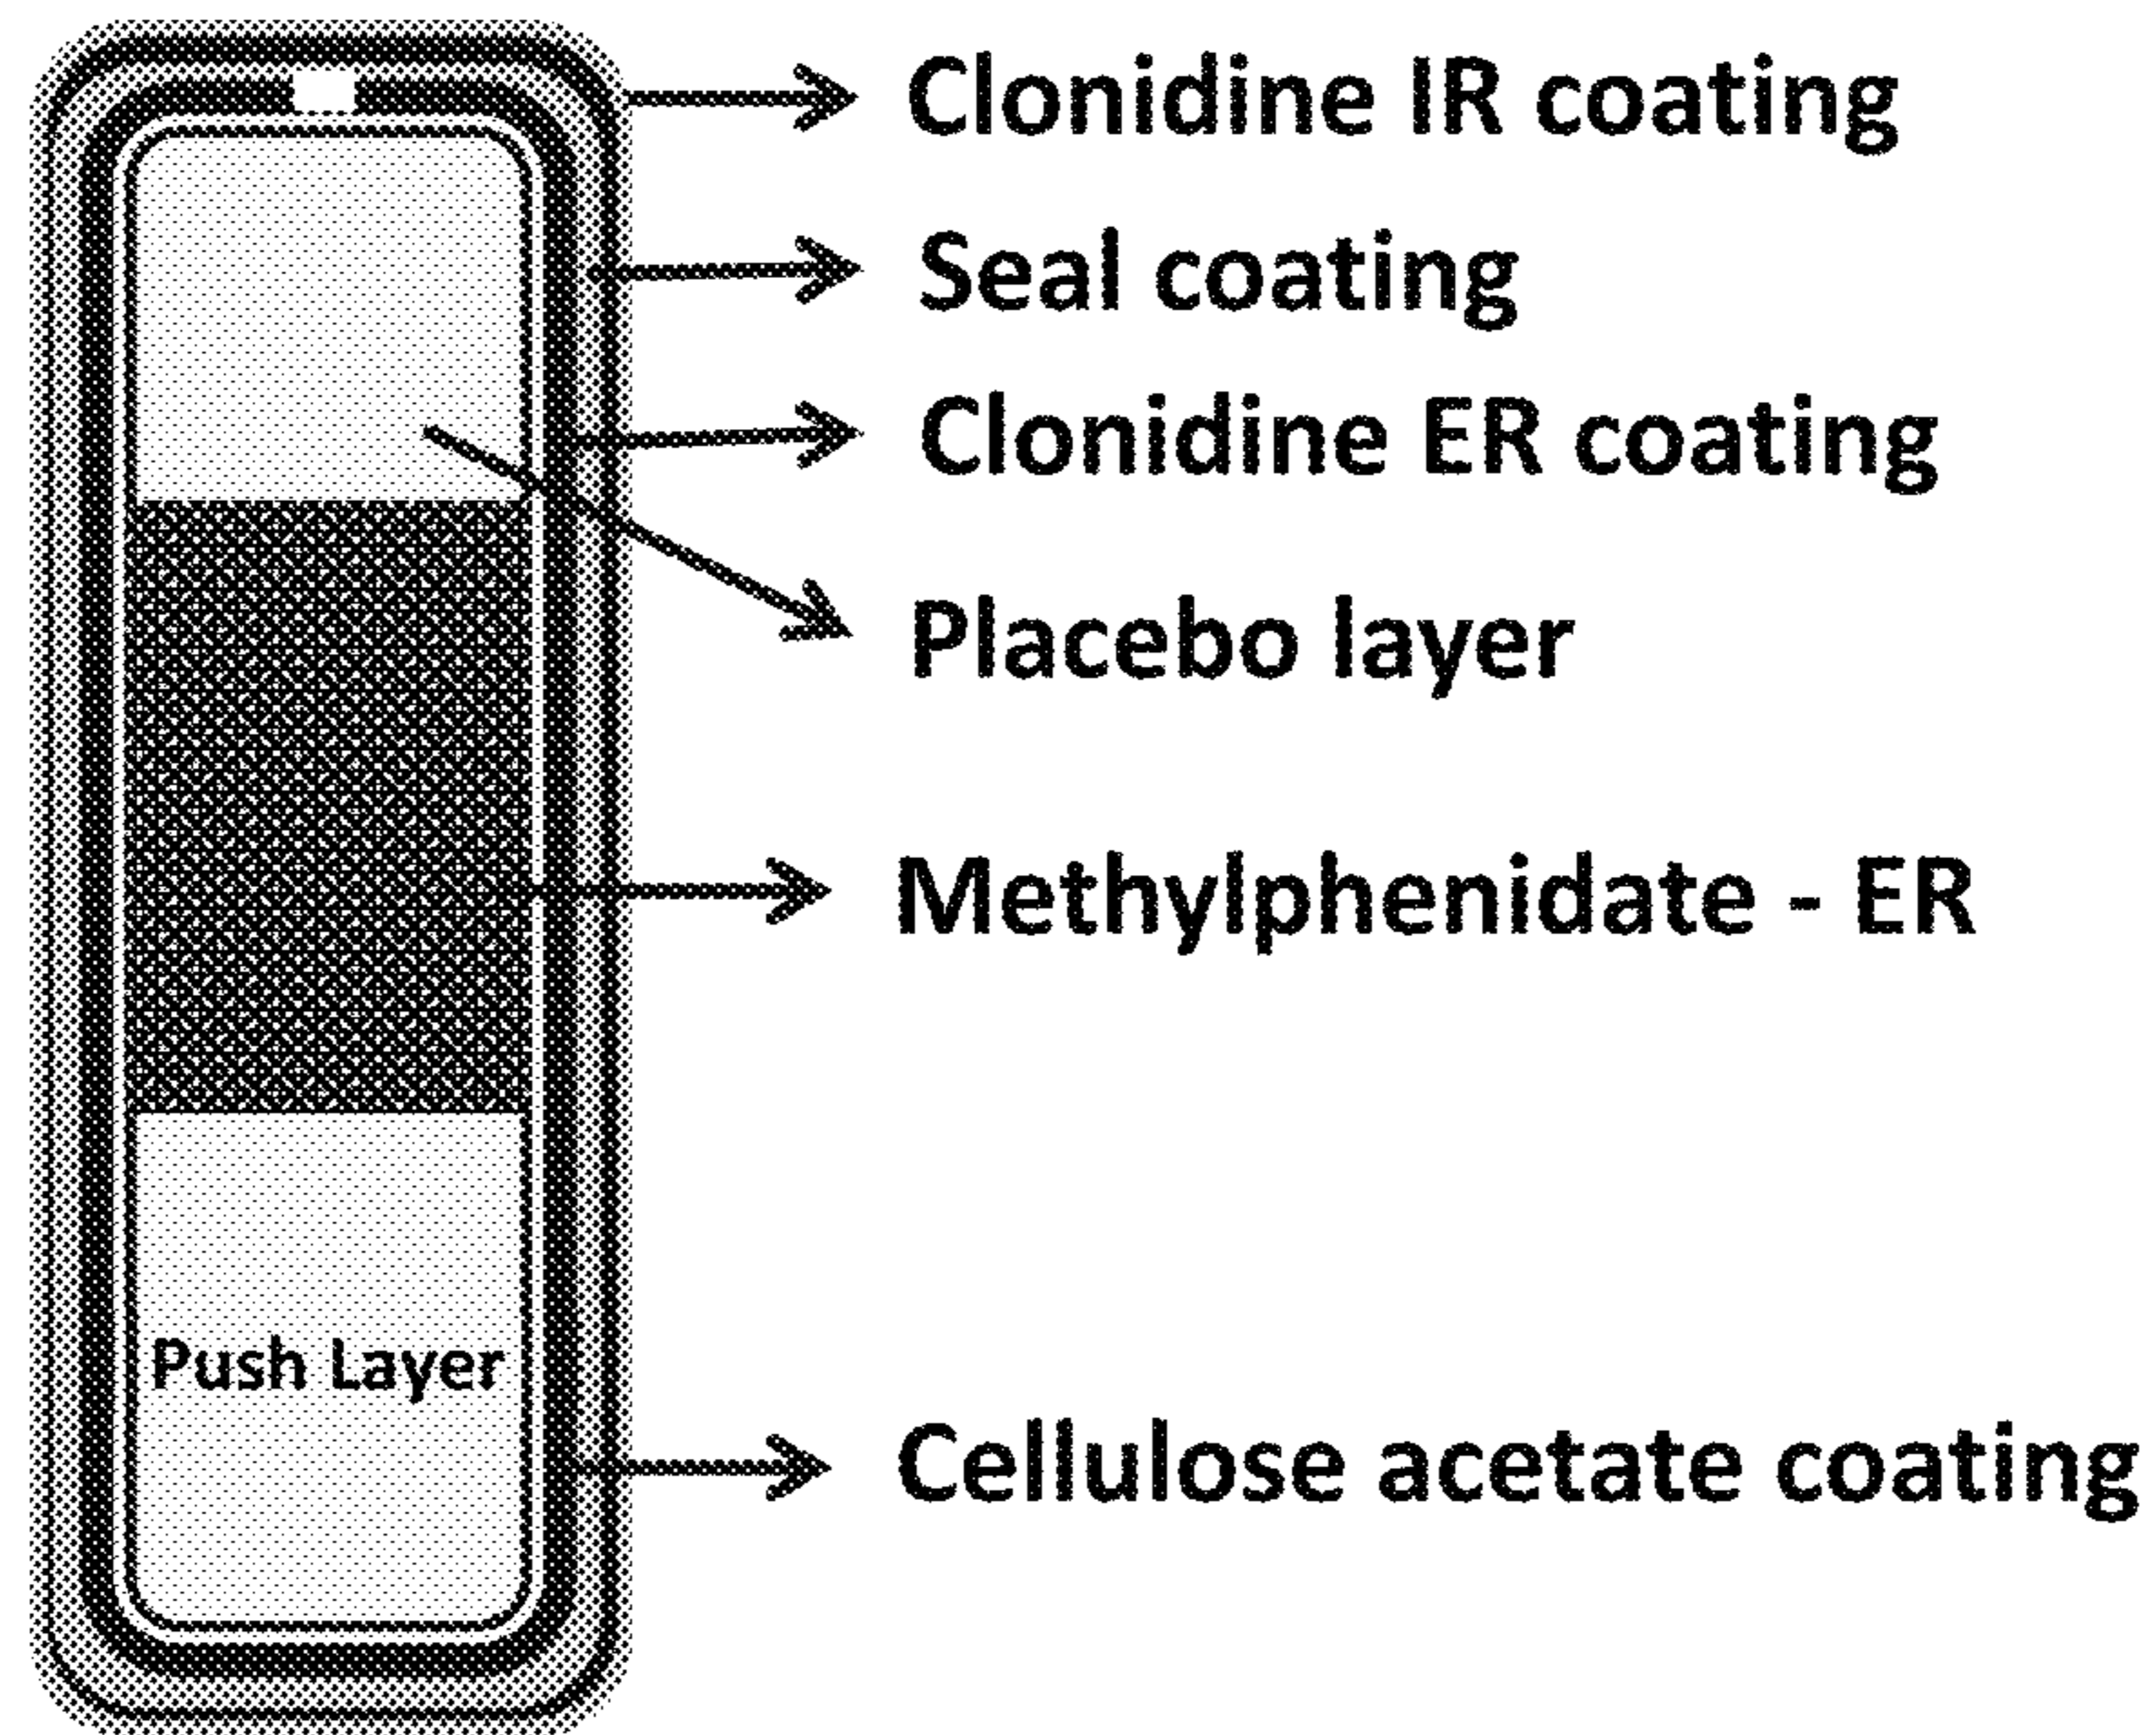 Clonidine IR coating
Seal coating
Clonidine ER coating
Placebo layer
Methylphenidate - ER
Push Layer
Cellulose acetate coating